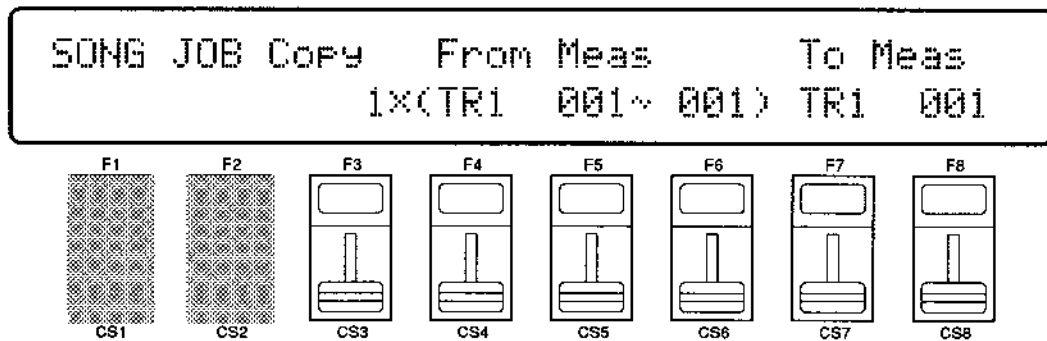 SONG JOB Copy From Meas To Meas
1×(TR1 001~ 001) TR1 001
F1 F2 F3 F4 F5 F6 F7 F8
CS1 CS2 CS3 CS4 CS5 CS6 CS7 CS8